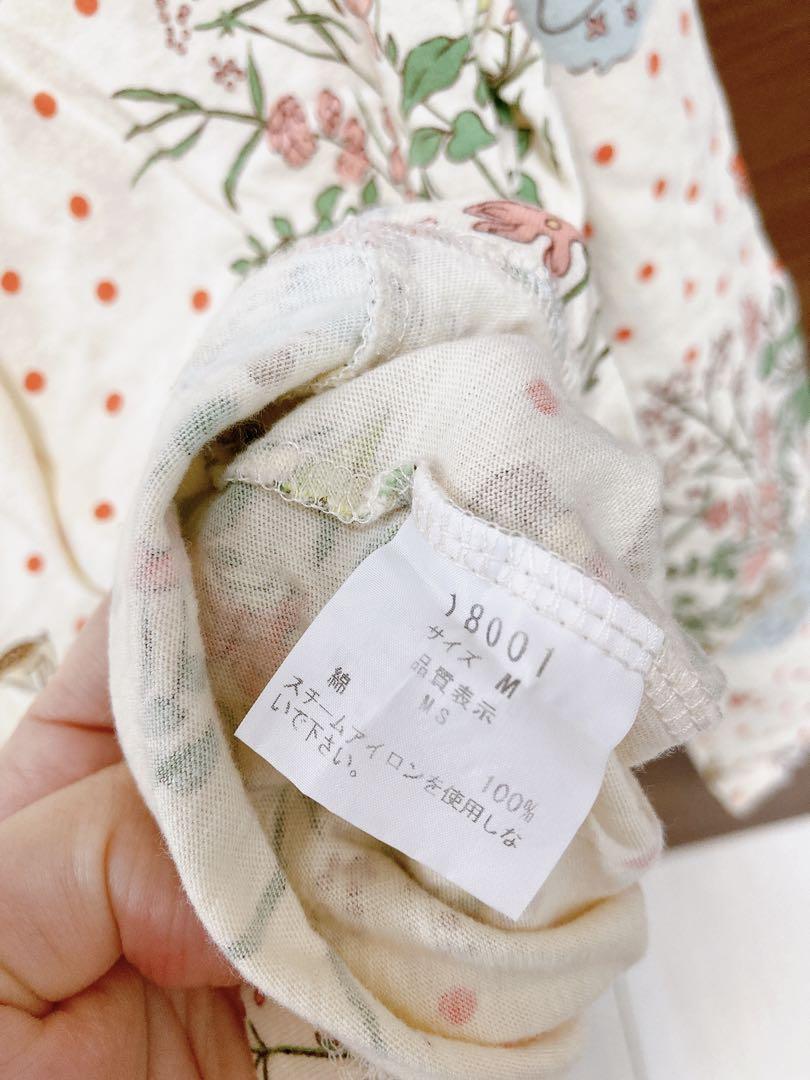 )8001
サイズ M
品質表示
MS
綿 100%
スチームアイロンを使用しな
いで下さい。